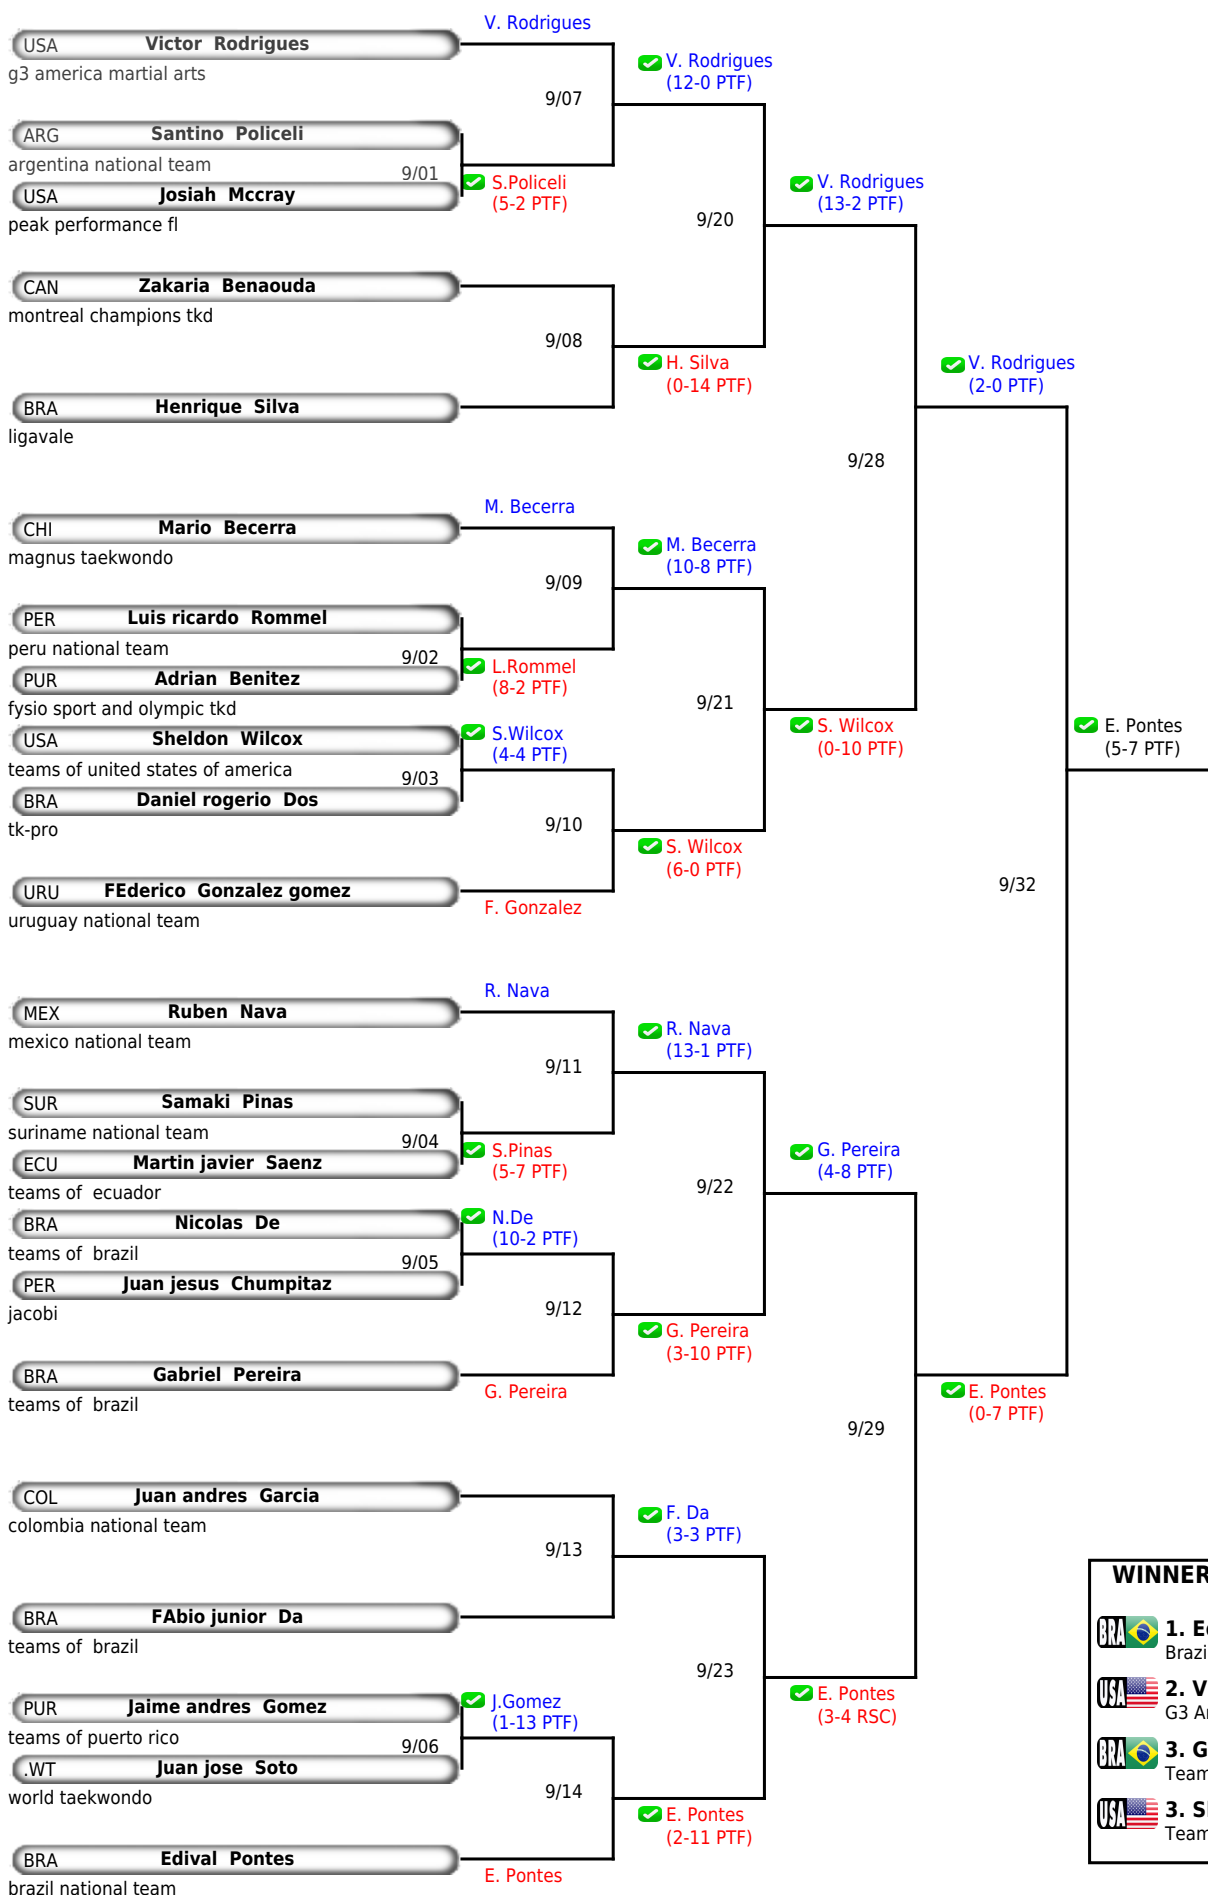 V. Rodrigues
USA Victor Rodrigues
g3 america martial arts
V. Rodrigues
(12-0 PTF)
9/07
ARG Santino Policeli
argentina national team
9/01
S.Policeli
(5-2 PTF)
USA Josiah Mccray
peak performance fl
V. Rodrigues
(13-2 PTF)
9/20
CAN Zakaria Benaouda
montreal champions tkd
9/08
H. Silva
(0-14 PTF)
V. Rodrigues
(2-0 PTF)
BRA Henrique Silva
ligavale
9/28
M. Becerra
CHI Mario Becerra
magnus taekwondo
M. Becerra
(10-8 PTF)
9/09
PER Luis ricardo Rommel
peru national team
9/02
L.Rommel
(8-2 PTF)
PUR Adrian Benitez
fysio sport and olympic tkd
9/21
S. Wilcox
(0-10 PTF)
E. Pontes
(5-7 PTF)
USA Sheldon Wilcox
teams of united states of america
S.Wilcox
(4-4 PTF)
9/03
BRA Daniel rogerio Dos
tk-pro
9/10
S. Wilcox
(6-0 PTF)
9/32
URU FEderico Gonzalez gomez
uruguay national team
F. Gonzalez
R. Nava
MEX Ruben Nava
mexico national team
R. Nava
(13-1 PTF)
9/11
SUR Samaki Pinas
suriname national team
9/04
S.Pinas
(5-7 PTF)
ECU Martin javier Saenz
teams of ecuador
G. Pereira
(4-8 PTF)
9/22
BRA Nicolas De
teams of brazil
N.De
(10-2 PTF)
9/05
PER Juan jesus Chumpitaz
jacobi
9/12
G. Pereira
(3-10 PTF)
BRA Gabriel Pereira
teams of brazil
G. Pereira
E. Pontes
(0-7 PTF)
9/29
COL Juan andres Garcia
colombia national team
F. Da
(3-3 PTF)
9/13
BRA FAbio junior Da
teams of brazil
9/23
E. Pontes
(3-4 RSC)
PUR Jaime andres Gomez
teams of puerto rico
J.Gomez
(1-13 PTF)
9/06
.WT Juan jose Soto
world taekwondo
9/14
E. Pontes
(2-11 PTF)
BRA Edival Pontes
brazil national team
E. Pontes
WINNER
BRA 1. E
Brazi
USA 2. V
G3 A
BRA 3. G
Team
USA 3. S
Team